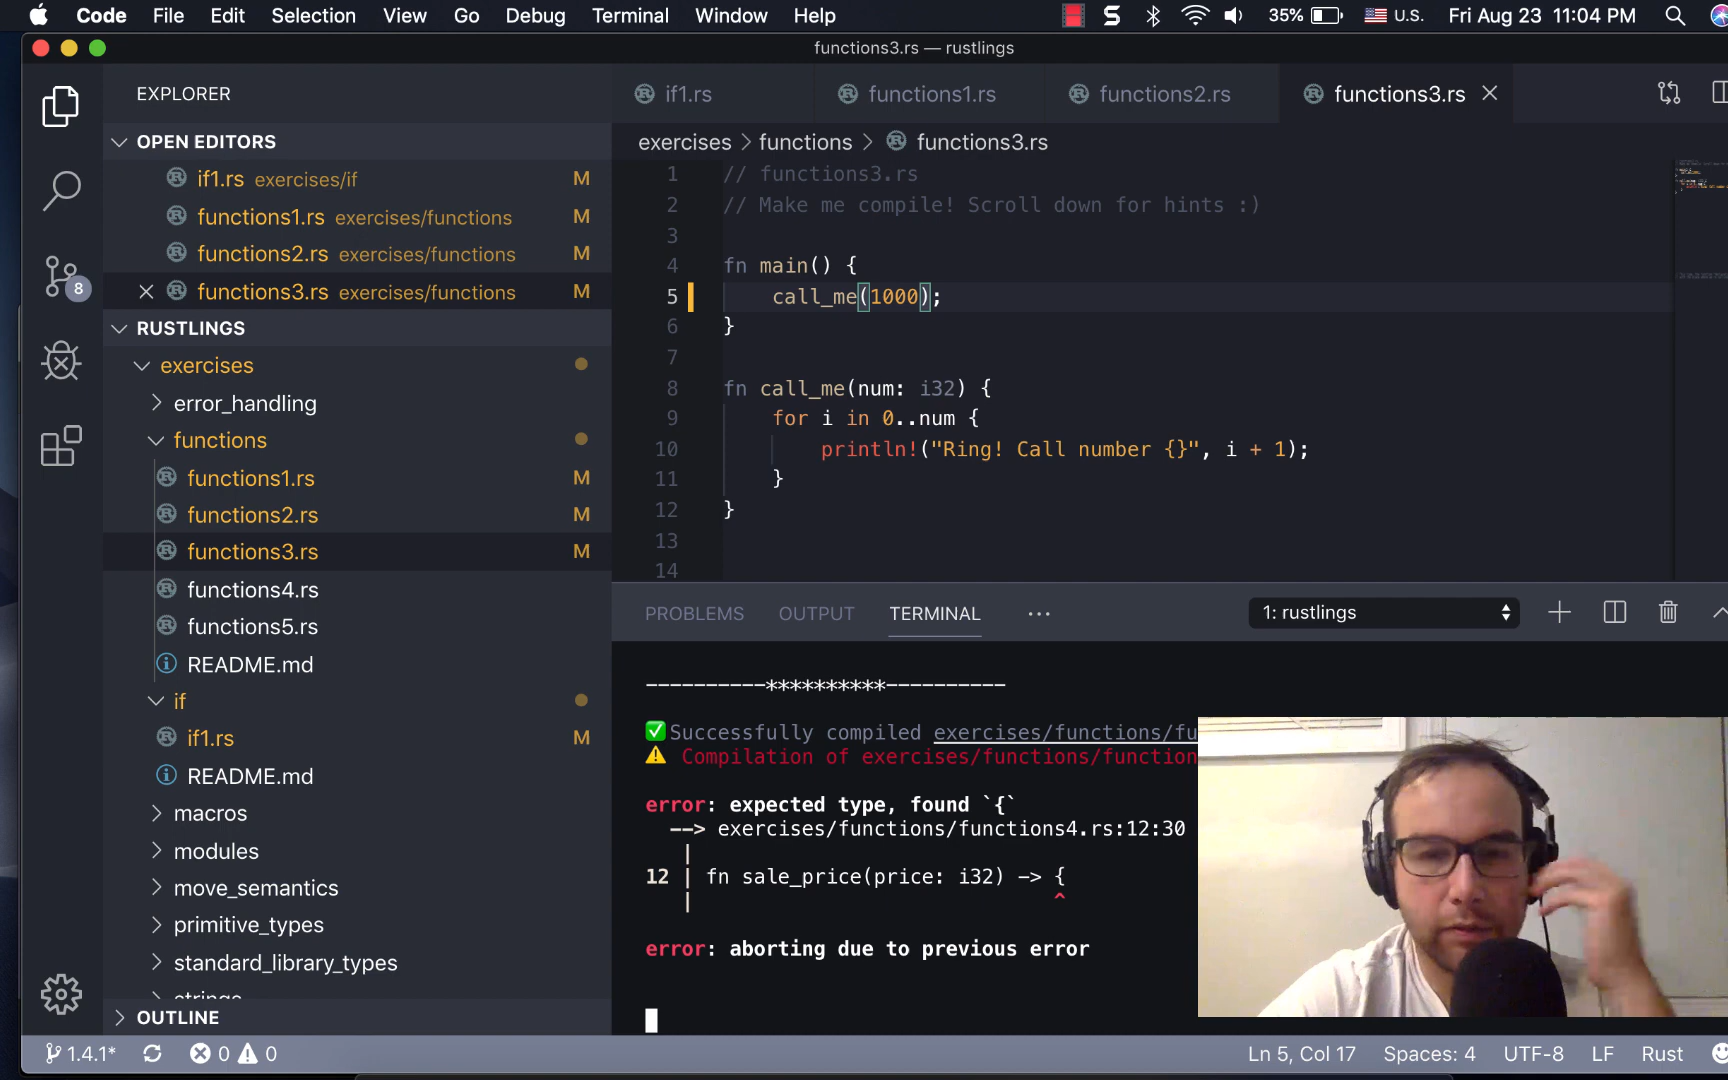 Code File Edit Selection View Go Debug Terminal Window Help 35% U.S. Fri Aug 23 11:04 PM
functions3.rs — rustlings
EXPLORER
OPEN EDITORS
if1.rs exercises/if M
functions1.rs exercises/functions M
functions2.rs exercises/functions M
functions3.rs exercises/functions M
RUSTLINGS
exercises
error_handling
functions
functions1.rs M
functions2.rs M
functions3.rs M
functions4.rs
functions5.rs
README.md
if
if1.rs M
README.md
macros
modules
move_semantics
primitive_types
standard_library_types
strings
OUTLINE
8
if1.rs functions1.rs functions2.rs functions3.rs
exercises > functions > functions3.rs
1 // functions3.rs
2 // Make me compile! Scroll down for hints :)
3
4 fn main() {
5 call_me(1000);
6 }
7
8 fn call_me(num: i32) {
9 for i in 0..num {
10 println!("Ring! Call number {}", i + 1);
11 }
12 }
13
14
PROBLEMS OUTPUT TERMINAL ··· 1: rustlings
----------**********----------
✅ Successfully compiled exercises/functions/fu
⚠️ Compilation of exercises/functions/function
error: expected type, found `{`
--> exercises/functions/functions4.rs:12:30
|
12 | fn sale_price(price: i32) -> {
| ^
error: aborting due to previous error
1.4.1* 0 0 Ln 5, Col 17 Spaces: 4 UTF-8 LF Rust